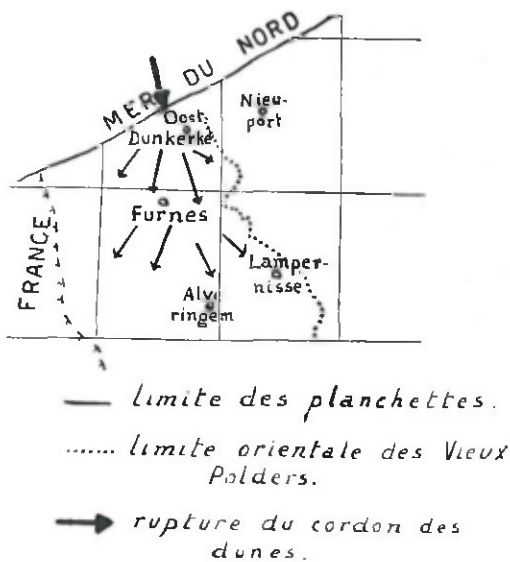 MER DU NORD
Nieu-
port
Oost
Dunkerke
Furnes
FRANCE
Lamper-
nisse
Alve
ringem
limite des planchettes.
limite orientale des Vieux
Polders.
rupture du cordon des
dunes.